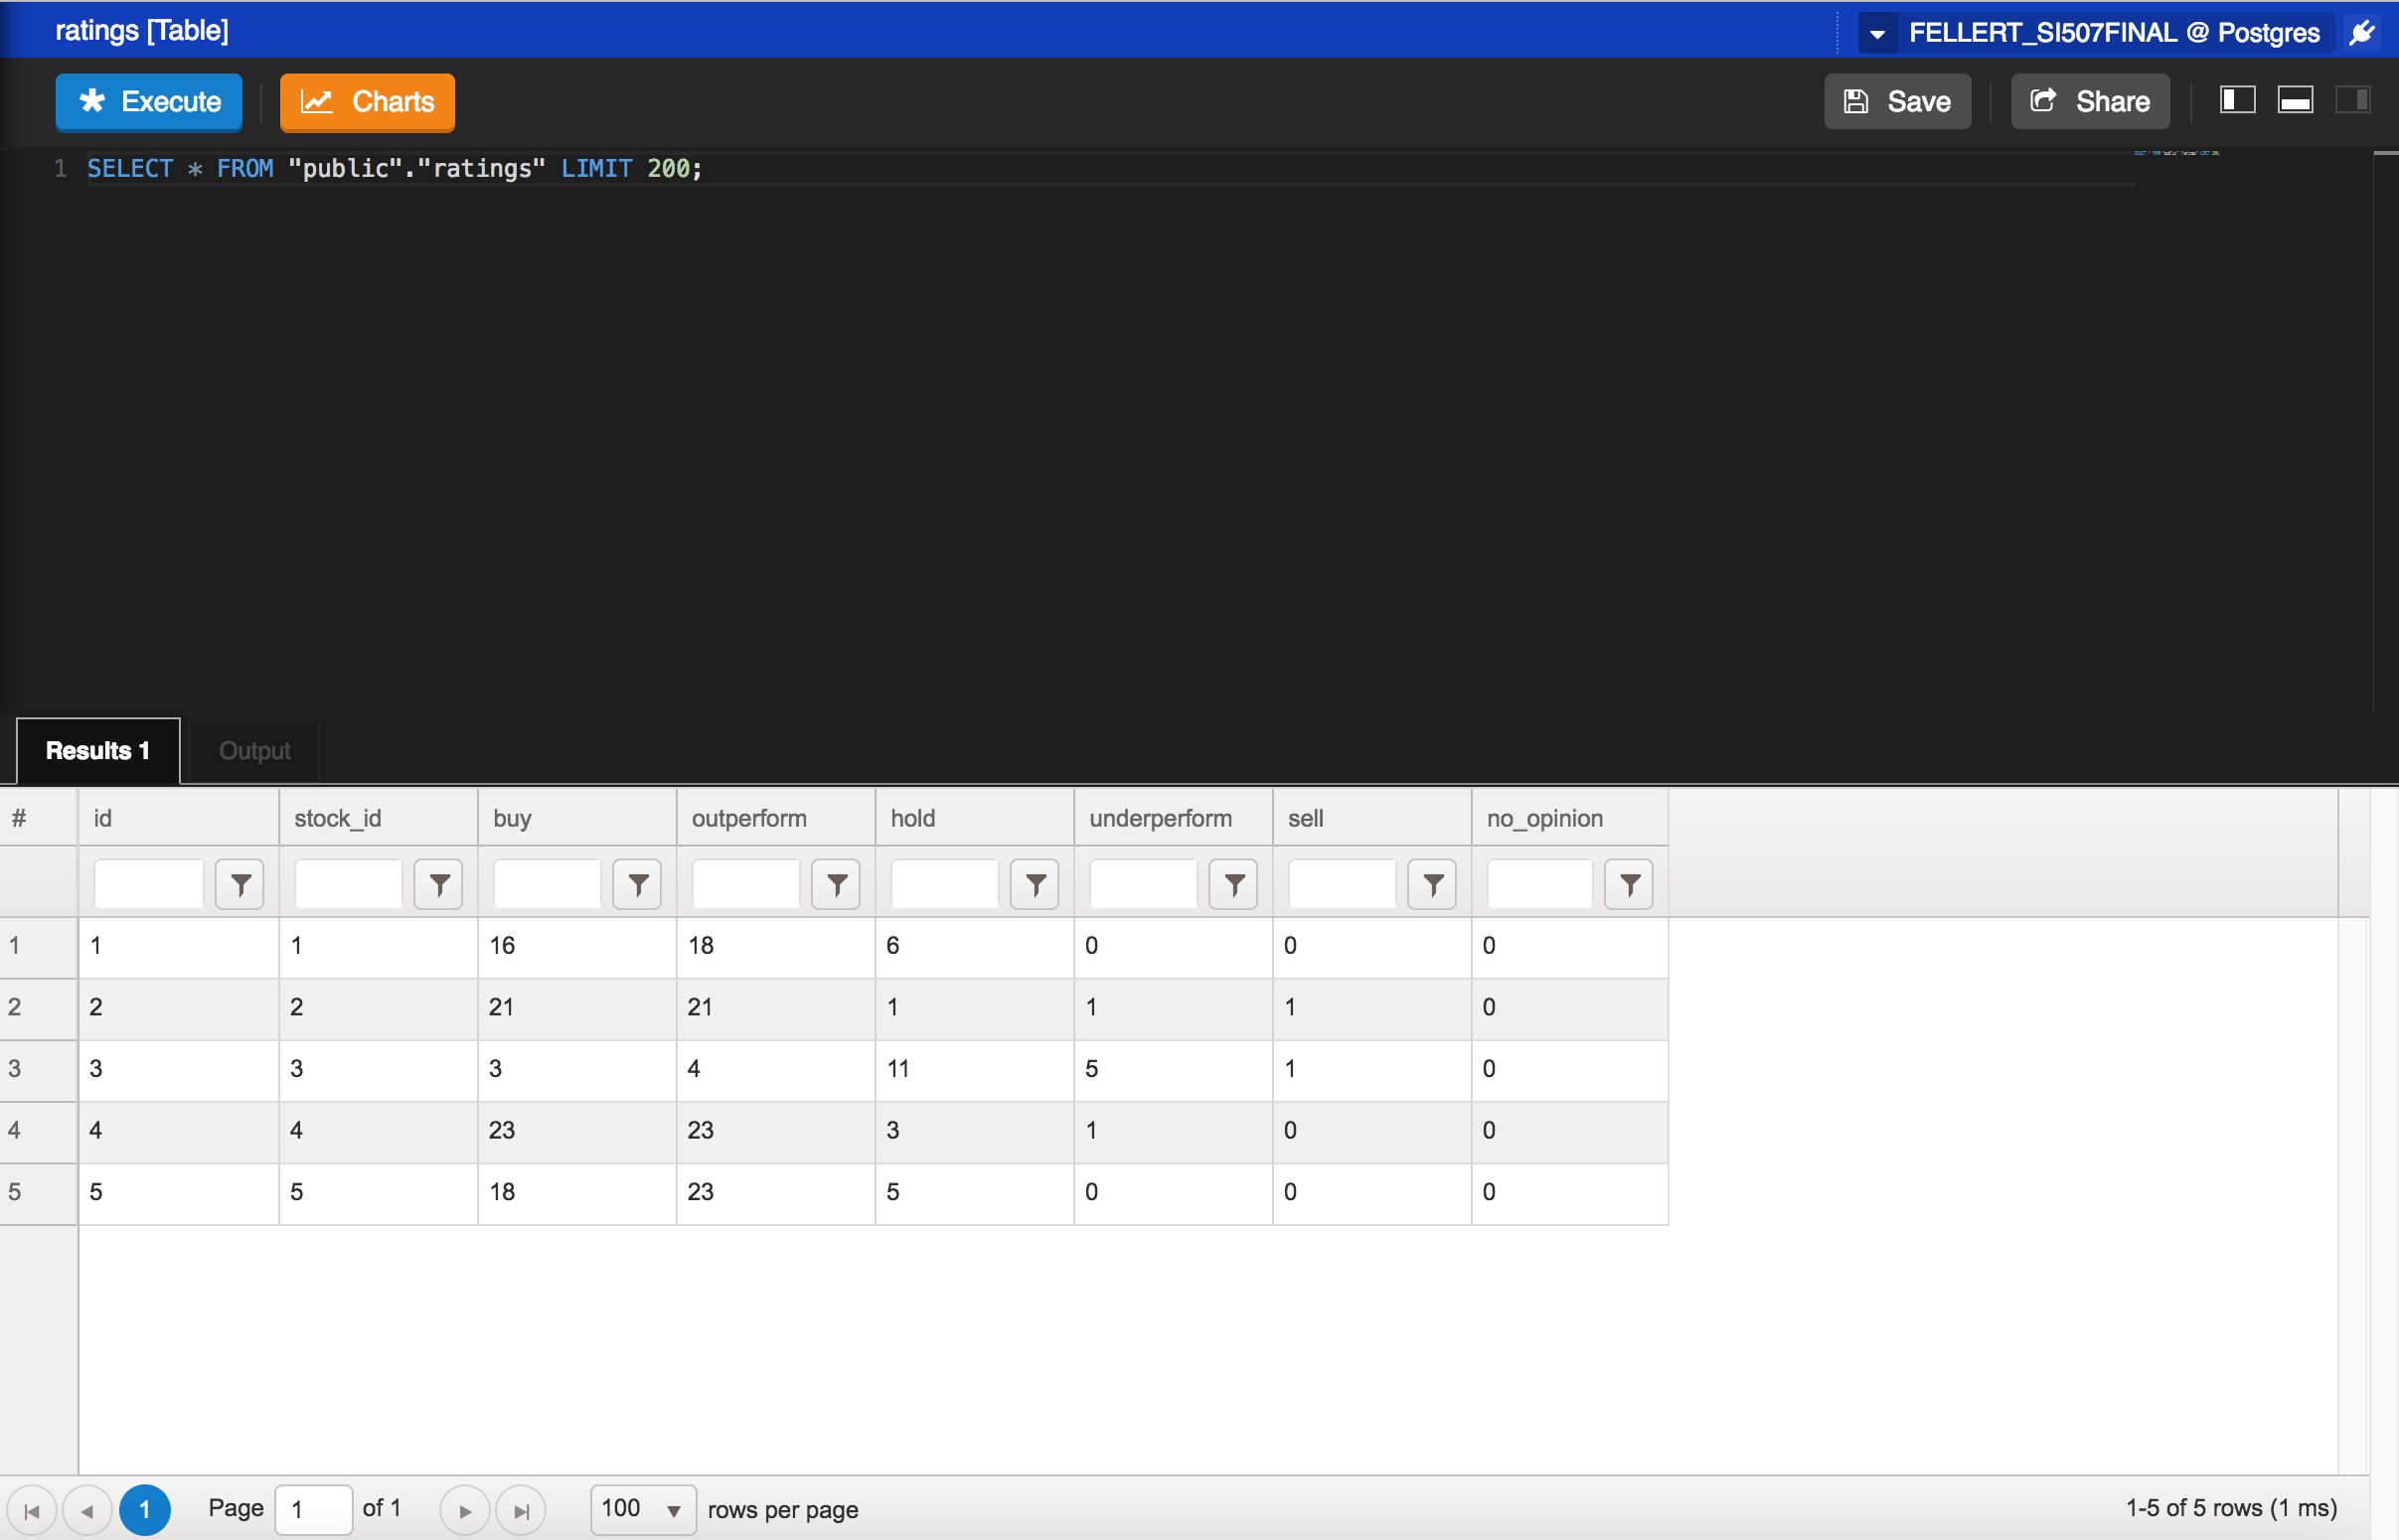 ratings [Table]
FELLERT_SI507FINAL @ Postgres
Execute
Charts
Save
Share
1 SELECT * FROM "public"."ratings" LIMIT 200;
Results 1
Output
# id stock_id buy outperform hold underperform sell no_opinion
1 1 1 16 18 6 0 0 0
2 2 2 21 21 1 1 1 0
3 3 3 3 4 11 5 1 0
4 4 4 23 23 3 1 0 0
5 5 5 18 23 5 0 0 0
1 Page 1 of 1 100 rows per page 1-5 of 5 rows (1 ms)